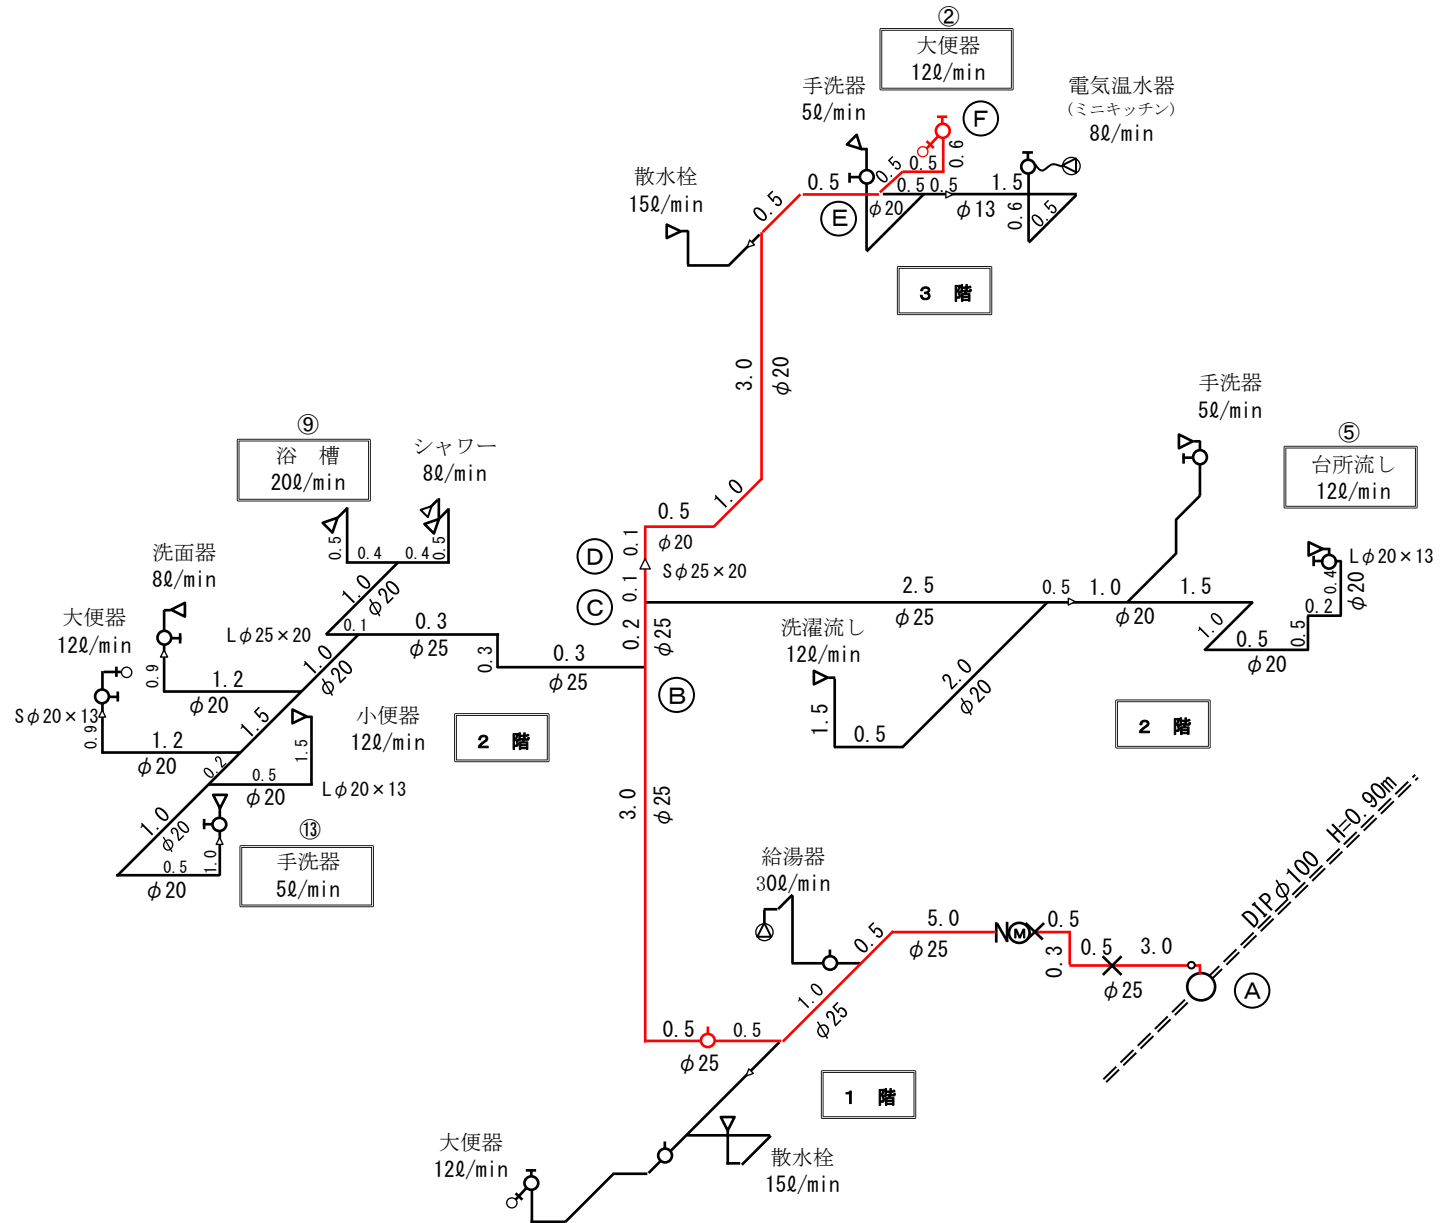 ②
大便器
12ℓ/min
手洗器
5ℓ/min
F
電気温水器
(ミニキッチン)
8ℓ/min
散水栓
15ℓ/min
0.5
0.5
E
0.5
0.5
0.6
0.5 0.5
φ20
φ13
1.5
0.6
0.5
3 階
3.0
φ20
手洗器
5ℓ/min
⑤
台所流し
12ℓ/min
⑨
浴 槽
20ℓ/min
シャワー
8ℓ/min
0.5
1.0
0.1
φ20
D
Sφ25×20
0.1
C
0.2
φ25
B
2.5
φ25
0.5
1.0
φ20
1.5
1.0
0.5
φ20
0.5
0.2
0.4
φ20
Lφ20×13
洗濯流し
12ℓ/min
1.5
0.5
2.0
φ20
2 階
洗面器
8ℓ/min
大便器
12ℓ/min
0.5
0.4
0.4
0.5
1.0
φ20
Lφ25×20
0.1
0.3
φ25
0.3
0.3
φ25
1.0
φ20
0.9
1.2
φ20
1.5
Sφ20×13
0.9
1.2
φ20
0.2
小便器
12ℓ/min
1.5
0.5
φ20
Lφ20×13
2 階
1.0
φ20
0.5
φ20
1.0
⑬
手洗器
5ℓ/min
3.0
φ25
給湯器
30ℓ/min
0.5
5.0
φ25
M
0.5
0.3
0.5
3.0
φ25
A
DIPφ100 H=0.90m
1.0
φ25
0.5
0.5
φ25
1 階
大便器
12ℓ/min
散水栓
15ℓ/min